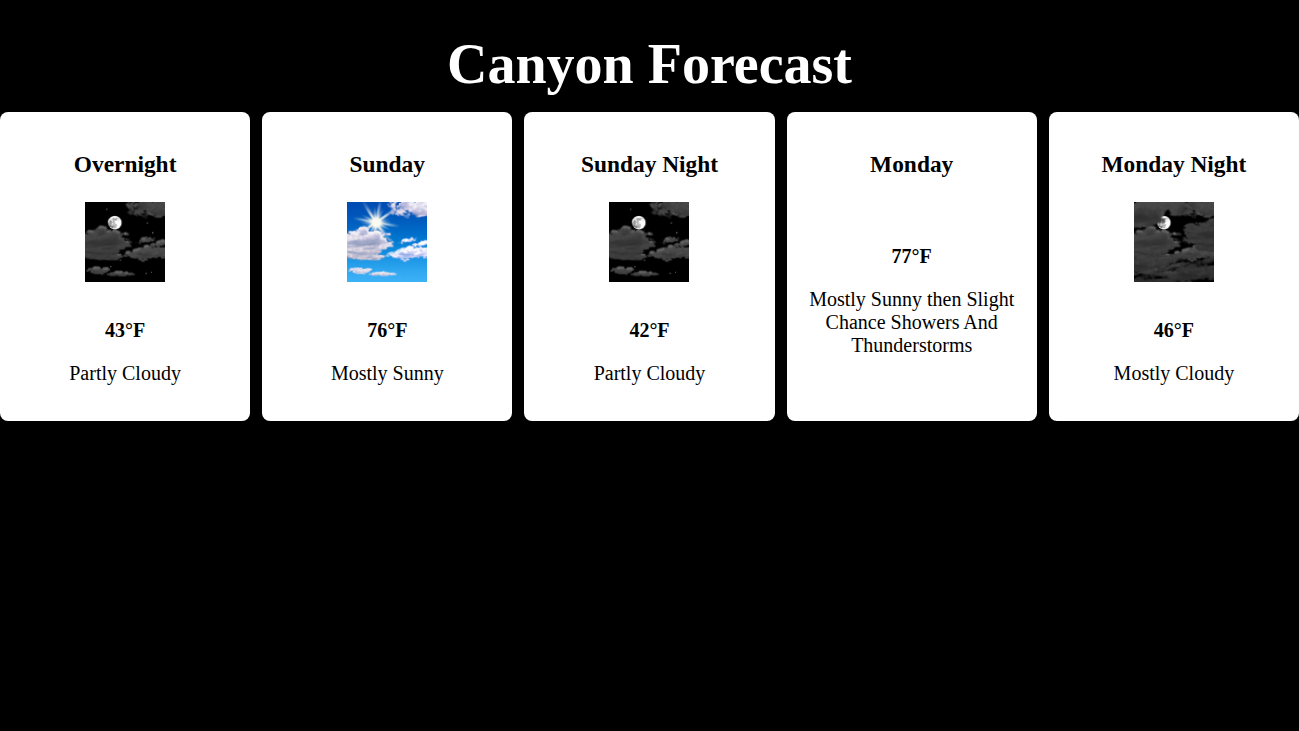 Canyon Forecast
Overnight
43°F
Partly Cloudy
Sunday
76°F
Mostly Sunny
Sunday Night
42°F
Partly Cloudy
Monday
77°F
Mostly Sunny then Slight
Chance Showers And
Thunderstorms
Monday Night
46°F
Mostly Cloudy